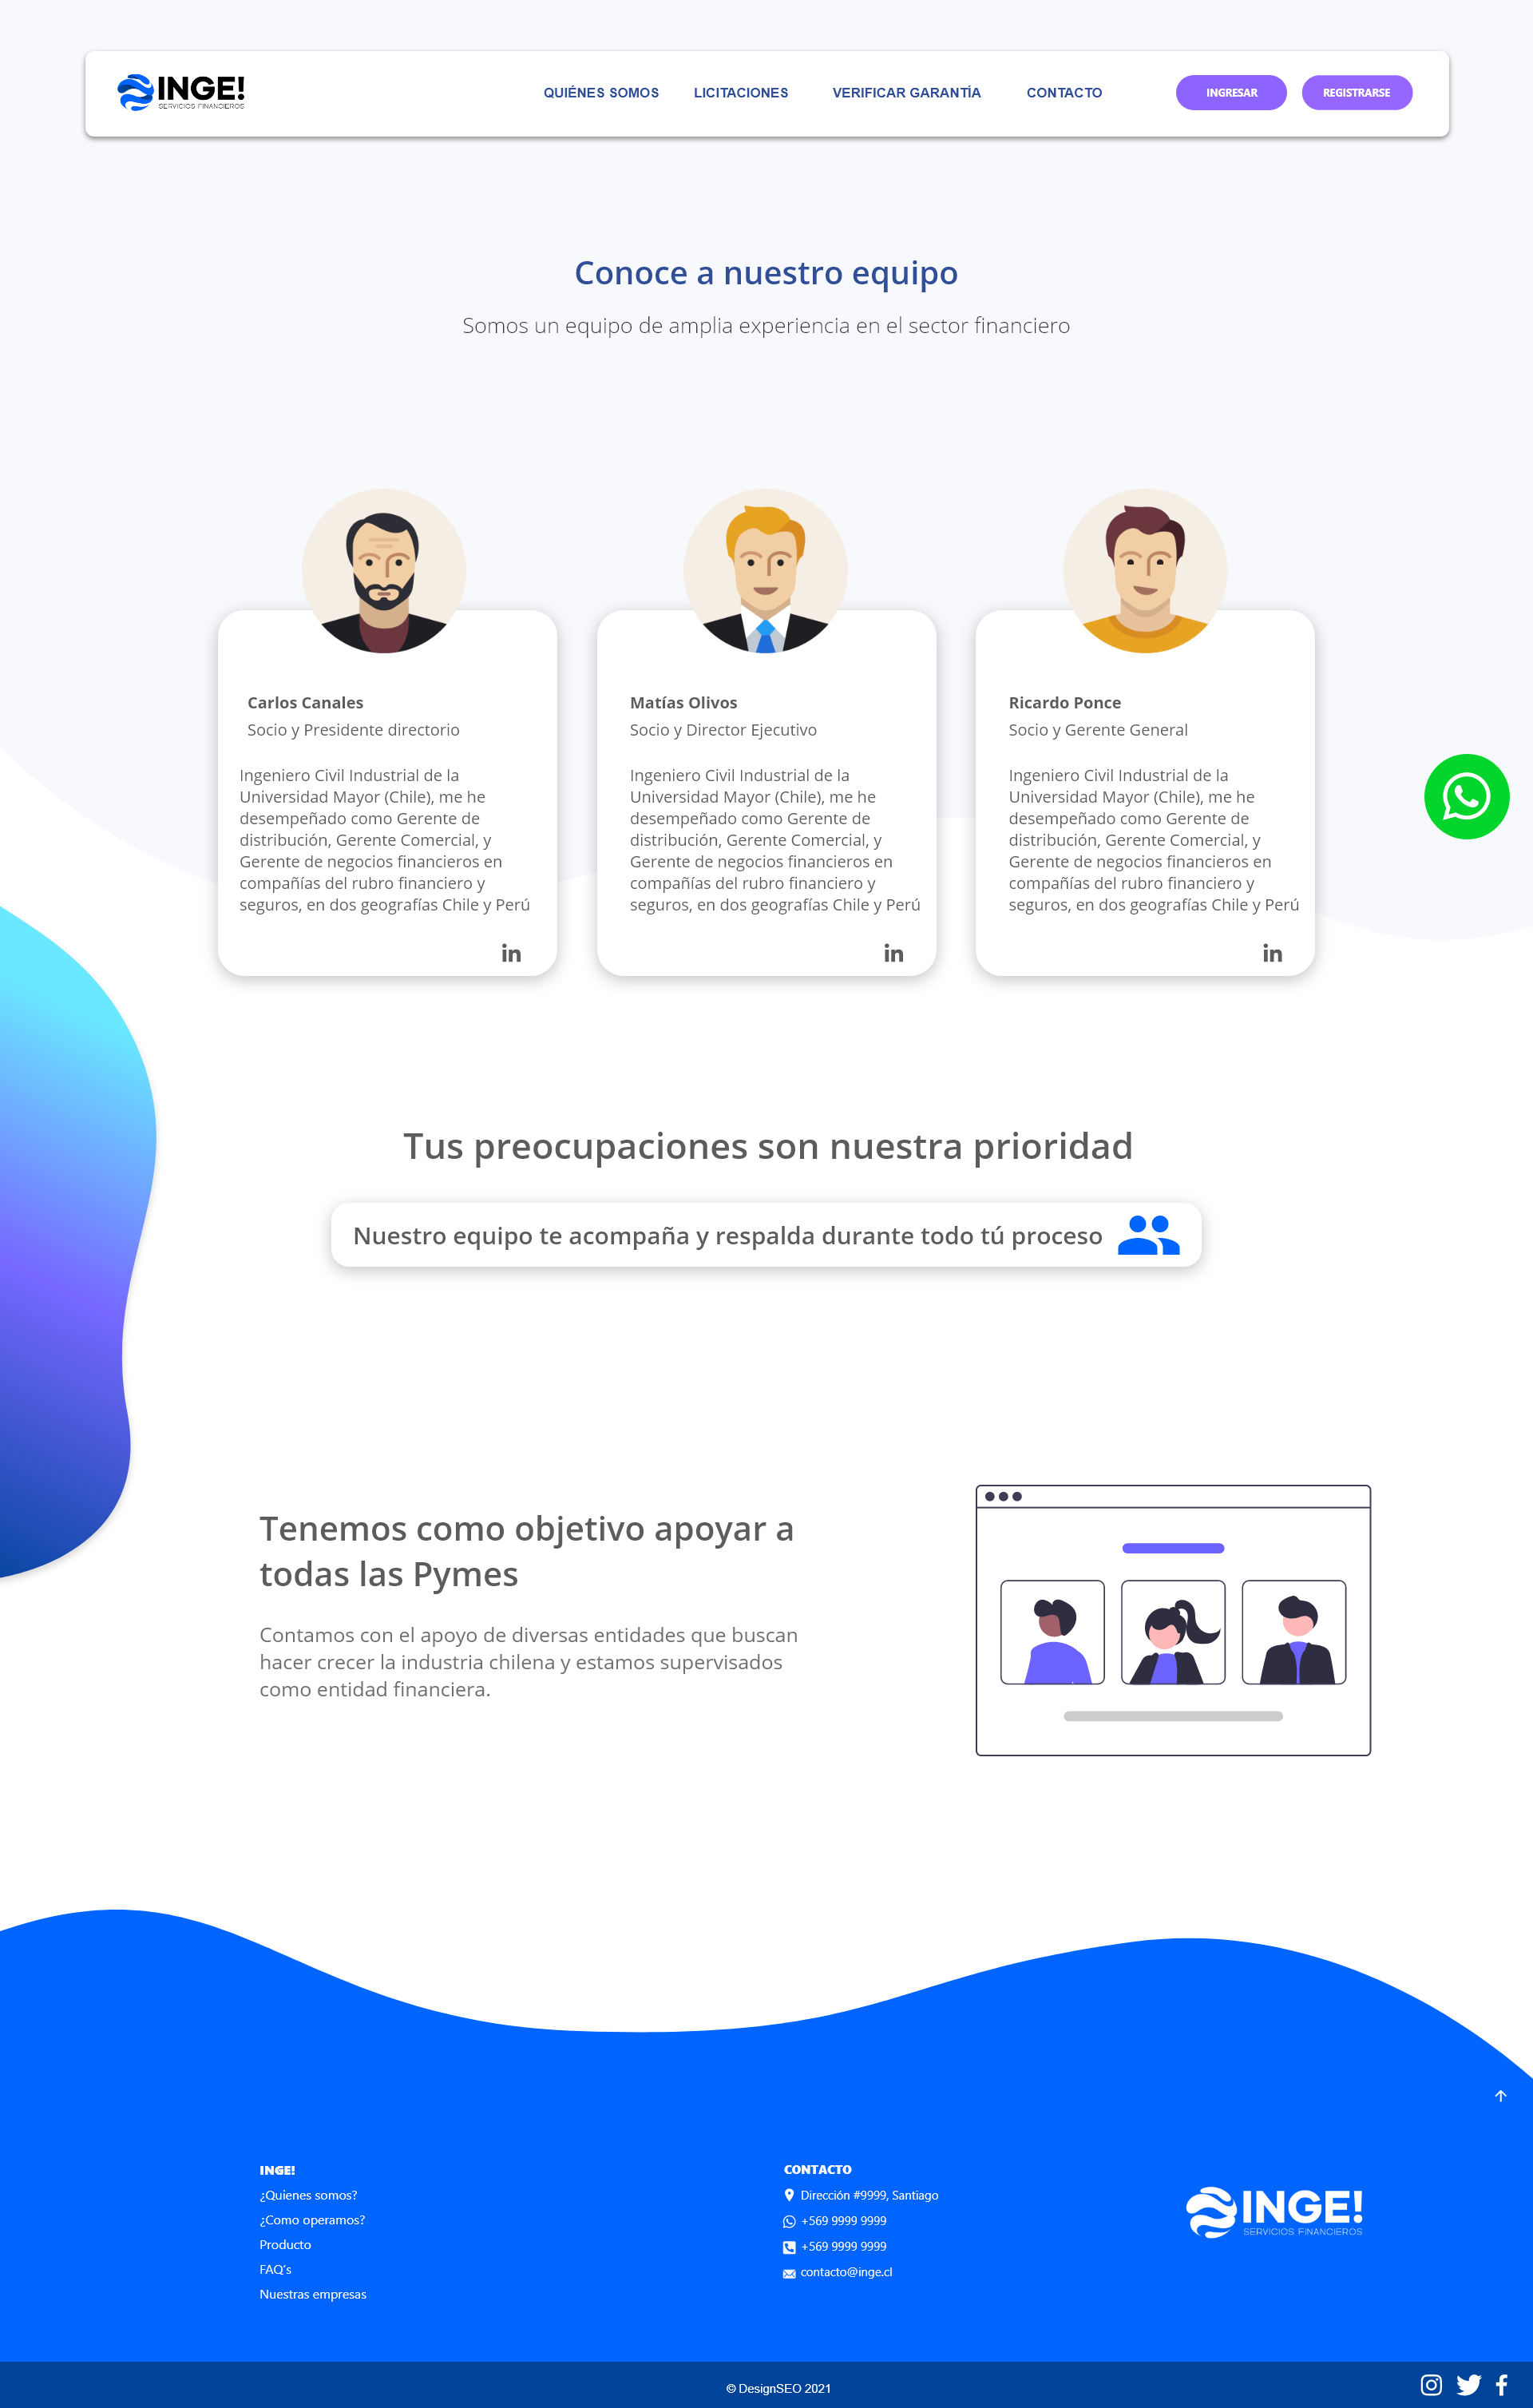 INGE!
SERVICIOS FINANCIEROS
QUIÉNES SOMOS
LICITACIONES
VERIFICAR GARANTÍA
CONTACTO
INGRESAR
REGISTRARSE
Conoce a nuestro equipo
Somos un equipo de amplia experiencia en el sector financiero
Carlos Canales
Socio y Presidente directorio
Ingeniero Civil Industrial de la
Universidad Mayor (Chile), me he
desempeñado como Gerente de
distribución, Gerente Comercial, y
Gerente de negocios financieros en
compañías del rubro financiero y
seguros, en dos geografías Chile y Perú
in
Matías Olivos
Socio y Director Ejecutivo
Ingeniero Civil Industrial de la
Universidad Mayor (Chile), me he
desempeñado como Gerente de
distribución, Gerente Comercial, y
Gerente de negocios financieros en
compañías del rubro financiero y
seguros, en dos geografías Chile y Perú
in
Ricardo Ponce
Socio y Gerente General
Ingeniero Civil Industrial de la
Universidad Mayor (Chile), me he
desempeñado como Gerente de
distribución, Gerente Comercial, y
Gerente de negocios financieros en
compañías del rubro financiero y
seguros, en dos geografías Chile y Perú
in
Tus preocupaciones son nuestra prioridad
Nuestro equipo te acompaña y respalda durante todo tú proceso
Tenemos como objetivo apoyar a
todas las Pymes
Contamos con el apoyo de diversas entidades que buscan
hacer crecer la industria chilena y estamos supervisados
como entidad financiera.
INGE!
¿Quienes somos?
¿Como operamos?
Producto
FAQ's
Nuestras empresas
CONTACTO
Dirección #9999, Santiago
+569 9999 9999
+569 9999 9999
contacto@inge.cl
INGE!
SERVICIOS FINANCIEROS
© DesignSEO 2021